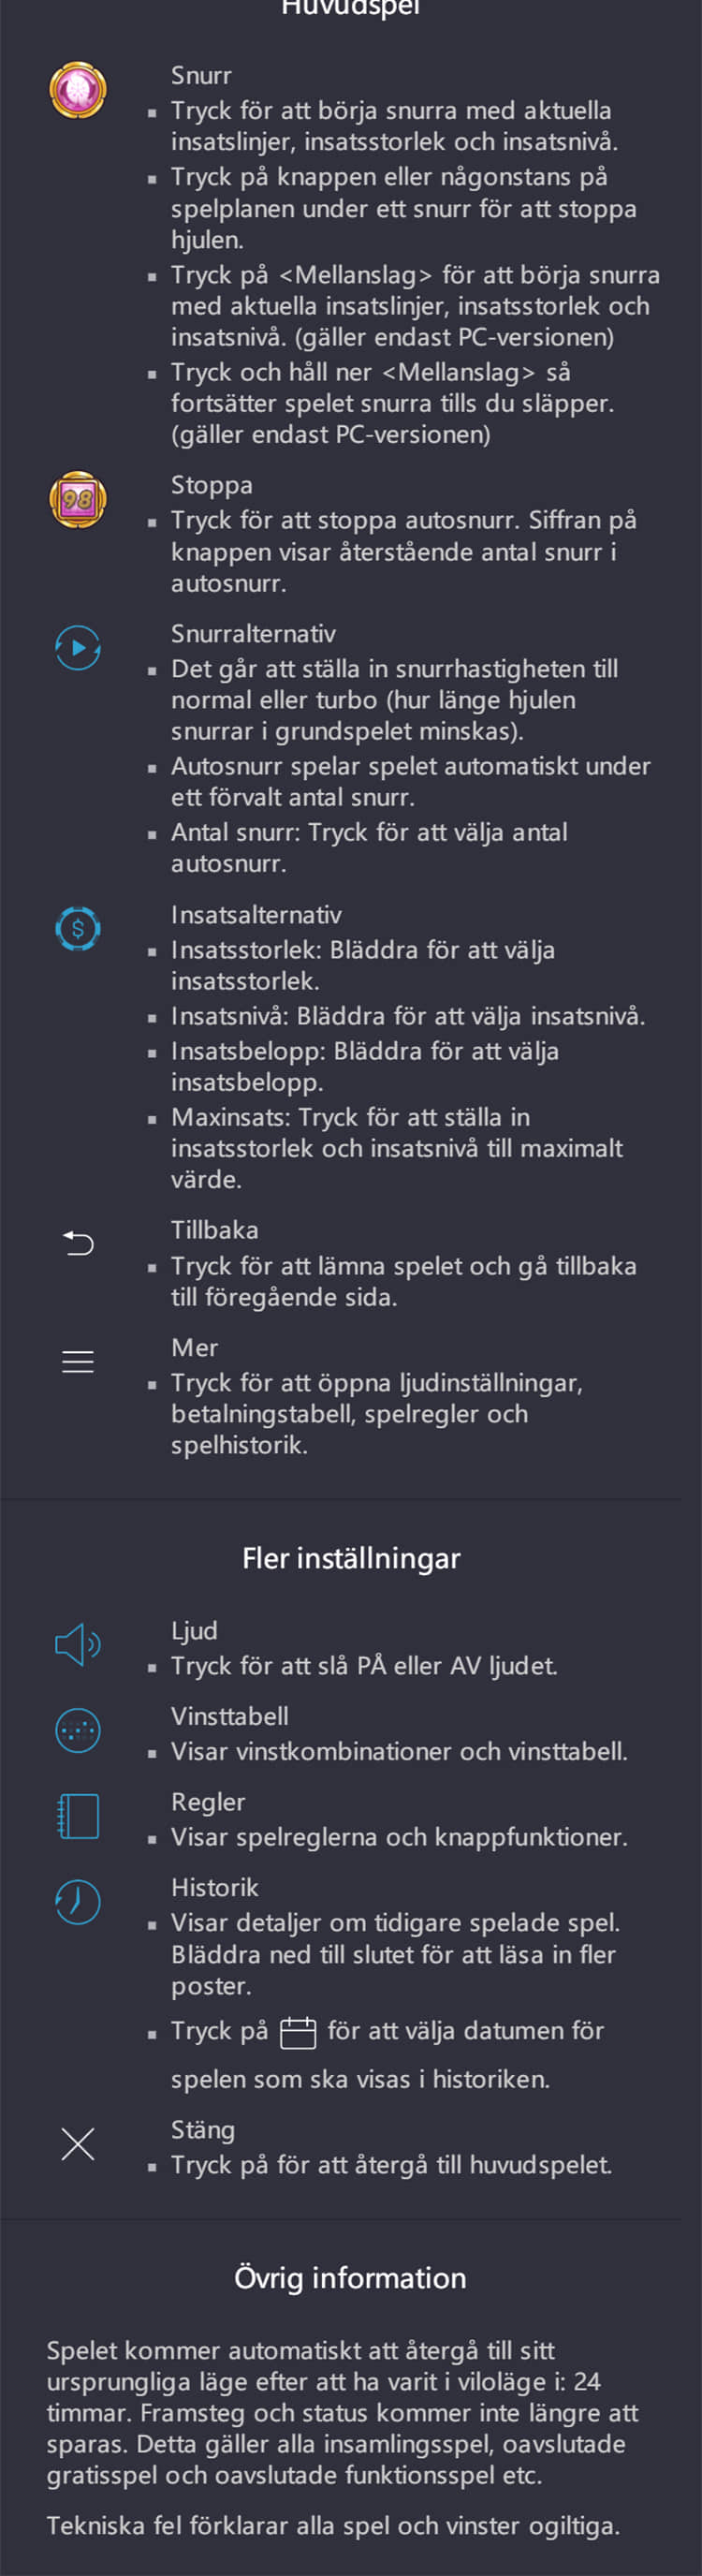 Huvudspel
Snurr
▪ Tryck för att börja snurra med aktuella
insatslinjer, insatsstorlek och insatsnivå.
▪ Tryck på knappen eller någonstans på
spelplanen under ett snurr för att stoppa
hjulen.
▪ Tryck på <Mellanslag> för att börja snurra
med aktuella insatslinjer, insatsstorlek och
insatsnivå. (gäller endast PC-versionen)
▪ Tryck och håll ner <Mellanslag> så
fortsätter spelet snurra tills du släpper.
(gäller endast PC-versionen)
98
Stoppa
▪ Tryck för att stoppa autosnurr. Siffran på
knappen visar återstående antal snurr i
autosnurr.
Snurralternativ
▪ Det går att ställa in snurrhastigheten till
normal eller turbo (hur länge hjulen
snurrar i grundspelet minskas).
▪ Autosnurr spelar spelet automatiskt under
ett förvalt antal snurr.
▪ Antal snurr: Tryck för att välja antal
autosnurr.
$
Insatsalternativ
▪ Insatsstorlek: Bläddra för att välja
insatsstorlek.
▪ Insatsnivå: Bläddra för att välja insatsnivå.
▪ Insatsbelopp: Bläddra för att välja
insatsbelopp.
▪ Maxinsats: Tryck för att ställa in
insatsstorlek och insatsnivå till maximalt
värde.
Tillbaka
▪ Tryck för att lämna spelet och gå tillbaka
till föregående sida.
Mer
▪ Tryck för att öppna ljudinställningar,
betalningstabell, spelregler och
spelhistorik.
Fler inställningar
Ljud
▪ Tryck för att slå PÅ eller AV ljudet.
Vinsttabell
▪ Visar vinstkombinationer och vinsttabell.
Regler
▪ Visar spelreglerna och knappfunktioner.
Historik
▪ Visar detaljer om tidigare spelade spel.
Bläddra ned till slutet för att läsa in fler
poster.
▪ Tryck på för att välja datumen för
spelen som ska visas i historiken.
Stäng
▪ Tryck på för att återgå till huvudspelet.
Övrig information
Spelet kommer automatiskt att återgå till sitt
ursprungliga läge efter att ha varit i viloläge i: 24
timmar. Framsteg och status kommer inte längre att
sparas. Detta gäller alla insamlingsspel, oavslutade
gratisspel och oavslutade funktionsspel etc.
Tekniska fel förklarar alla spel och vinster ogiltiga.